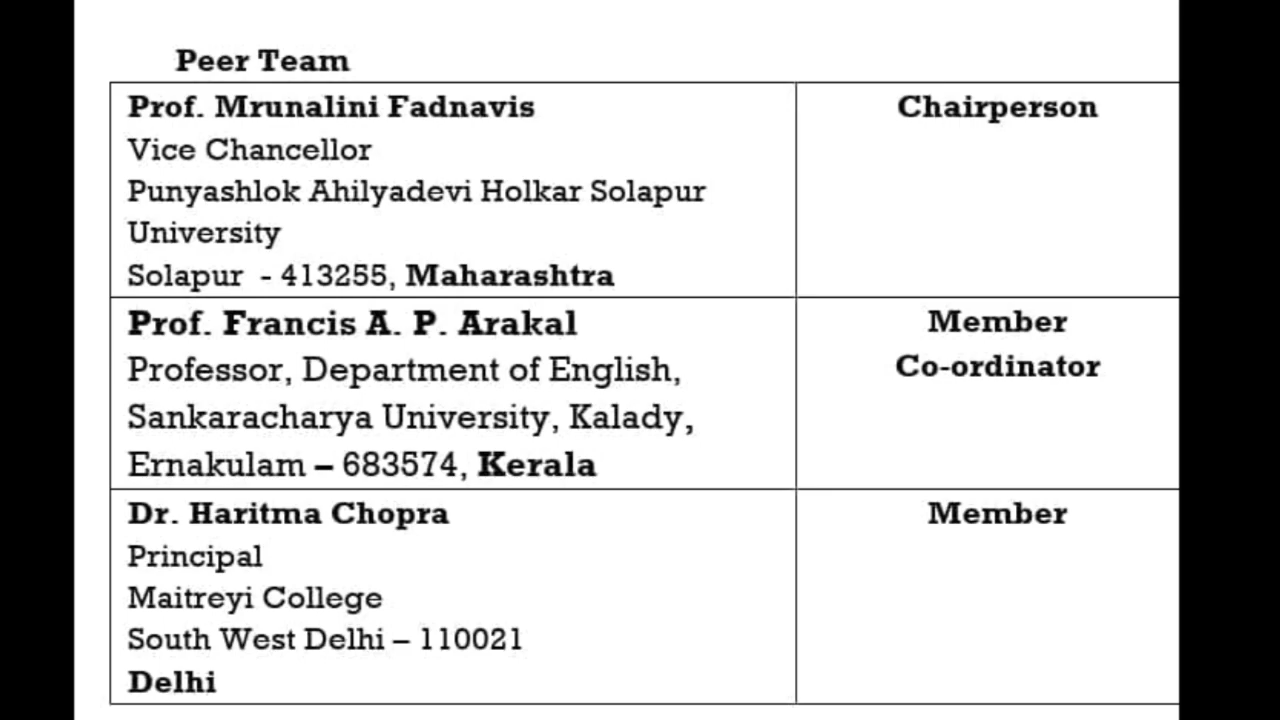 Peer Team
Prof. Mrunalini Fadnavis
Chairperson
Vice Chancellor
Punyashlok Ahilyadevi Holkar Solapur
University
Solapur - 413255, Maharashtra
Prof. Francis A. P. Arakal
Member
Co-ordinator
Professor, Department of English,
Sankaracharya University, Kalady,
Ernakulam – 683574, Kerala
Dr. Haritma Chopra
Member
Principal
Maitreyi College
South West Delhi – 110021
Delhi